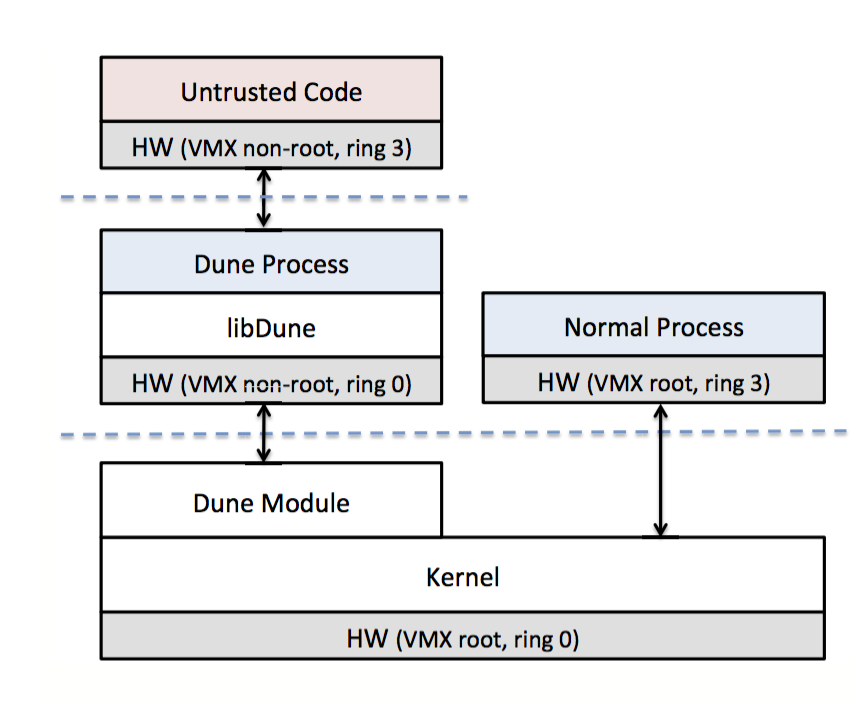 Untrusted Code
HW (VMX non-root, ring 3)
Dune Process
libDune
HW (VMX non-root, ring 0)
Normal Process
HW (VMX root, ring 3)
Dune Module
Kernel
HW (VMX root, ring 0)